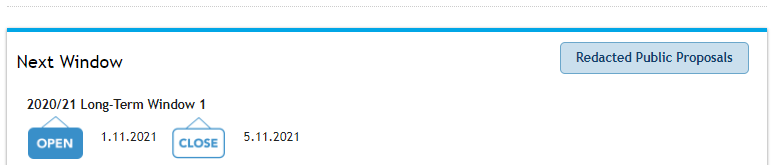 Next Window
Redacted Public Proposals
2020/21 Long-Term Window 1
OPEN 1.11.2021 CLOSE 5.11.2021